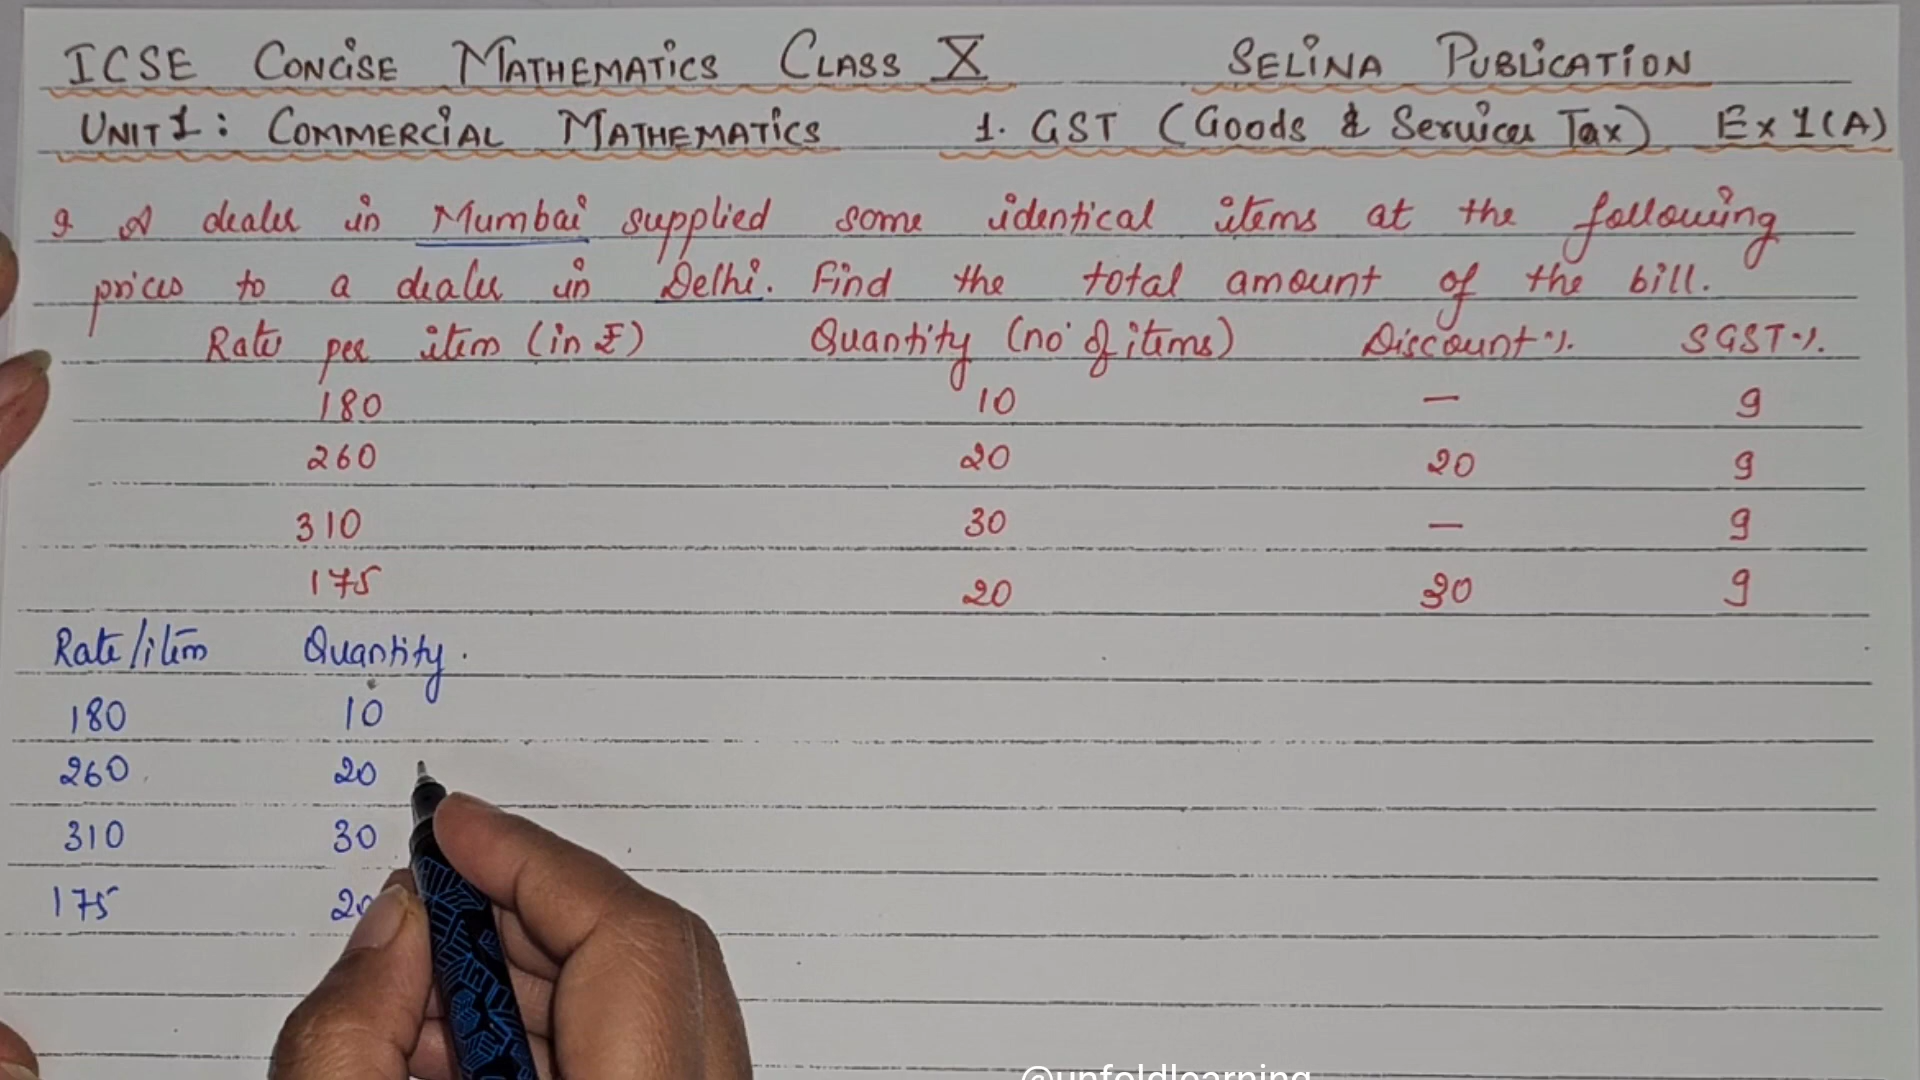 ICSE CONCISE MATHEMATICS CLASS X SELINA PUBLICATION
UNIT 1: COMMERCIAL MATHEMATICS 1. GST (Goods & Services Tax) Ex 1(A)
9 A dealer in Mumbai supplied some identical items at the following
prices to a dealer in Delhi. Find the total amount of the bill.
Rate per item (in ₹) Quantity (no of items) Discount % SGST %
180 10 — 9
260 20 20 9
310 30 — 9
175 20 30 9
Rate/item Quantity
180 10
260 20
310 30
175 20
@unfoldlearning